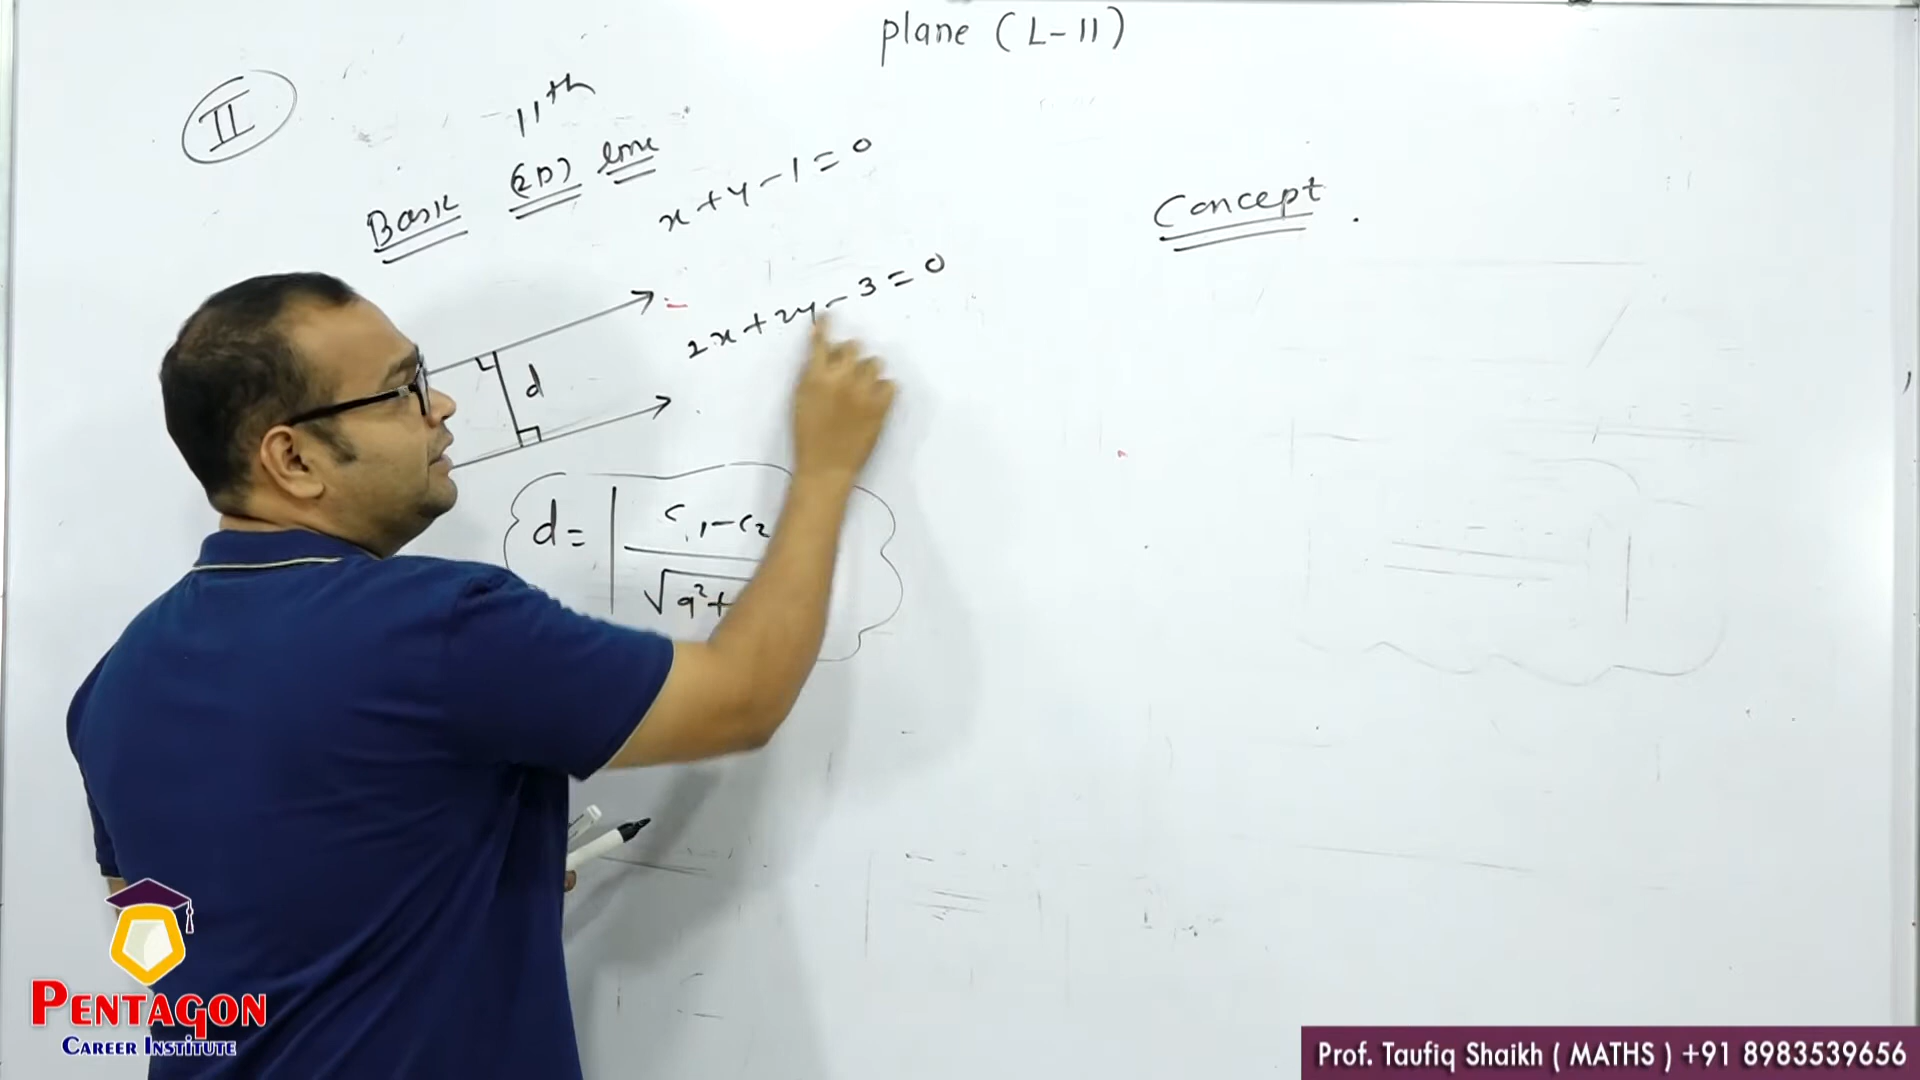 plane (L-11)
II
11th
Basic (2D) line
x+y-1=0
Concept.
2x+2y-3=0
d
d= | c₁-c₂
√a²+
PENTAGON
CAREER INSTITUTE
Prof. Taufiq Shaikh ( MATHS ) +91 8983539656